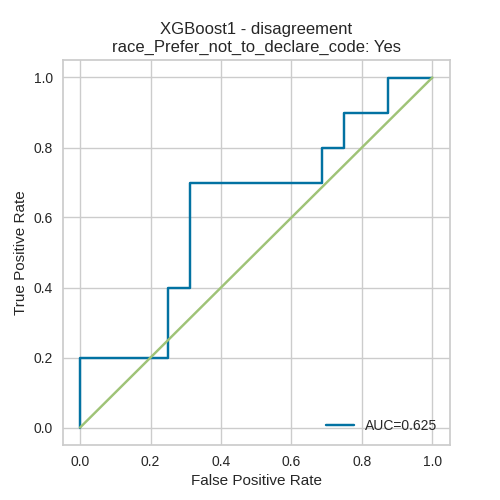 XGBoost1 - disagreement
race_Prefer_not_to_declare_code: Yes
True Positive Rate
1.0
0.8
0.6
0.4
0.2
0.0
AUC=0.625
0.0 0.2 0.4 0.6 0.8 1.0
False Positive Rate